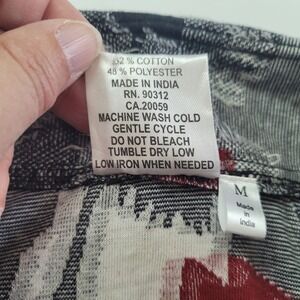 52 % COTTON
48 % POLYESTER
MADE IN INDIA
RN. 90312
CA.20059
MACHINE WASH COLD
GENTLE CYCLE
DO NOT BLEACH
TUMBLE DRY LOW
LOW IRON WHEN NEEDED
M
Made
in
India